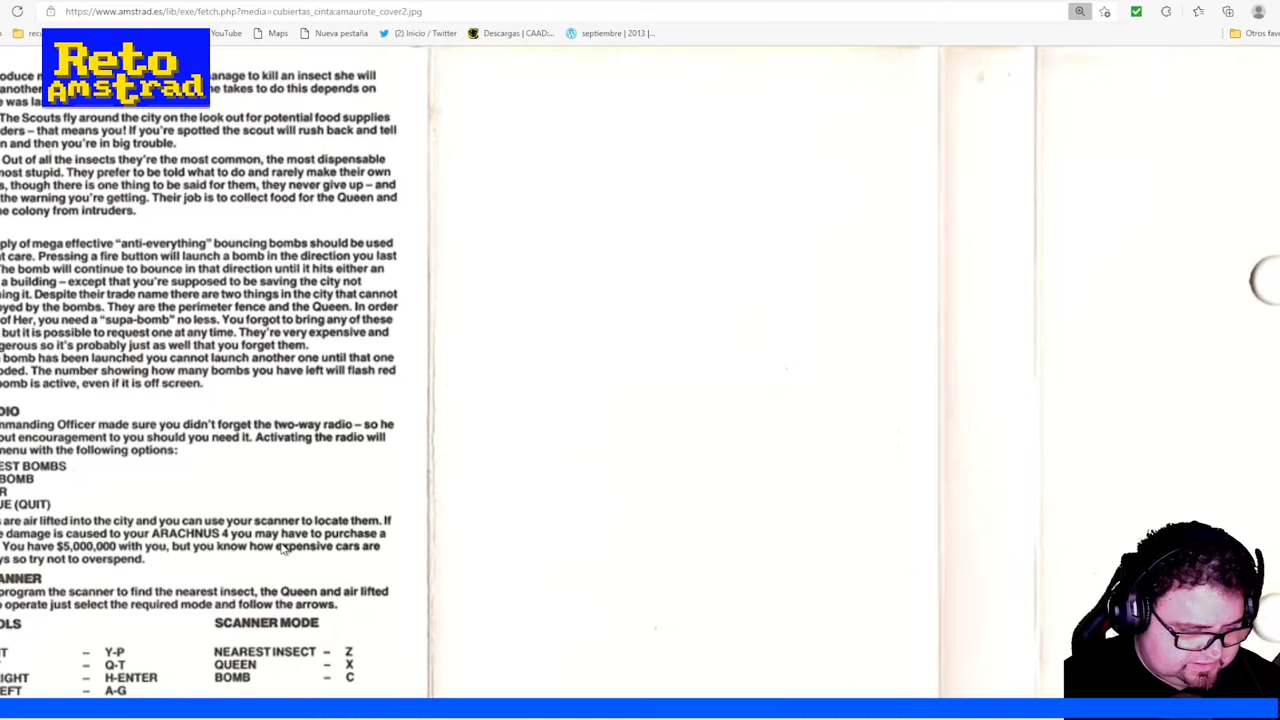 https://www.amstrad.es/lib/exe/fetch.php?media=cubiertas_cinta:amaurote_cover2.jpg
YouTube
Maps
Nueva pestaña
(2) Inicio / Twitter
Descargas | CAAD:...
septiembre | 2013 |...
Otros fav
Reto
Amstrad
anage to kill an insect she will
another
e takes to do this depends on
e was
The Scouts fly around the city on the look out for potential food supplies
ders – that means you! If you're spotted the scout will rush back and tell
n and then you're in big trouble.
Out of all the insects they're the most common, the most dispensable
most stupid. They prefer to be told what to do and rarely make their own
s, though there is one thing to be said for them, they never give up – and
the warning you're getting. Their job is to collect food for the Queen and
e colony from intruders.
ply of mega effective "anti-everything" bouncing bombs should be used
t care. Pressing a fire button will launch a bomb in the direction you last
he bomb will continue to bounce in that direction until it hits either an
a building – except that you're supposed to be saving the city not
ning it. Despite their trade name there are two things in the city that cannot
oyed by the bombs. They are the perimeter fence and the Queen. In order
of Her, you need a "supa-bomb" no less. You forgot to bring any of these
but it is possible to request one at any time. They're very expensive and
gerous so it's probably just as well that you forget them.
bomb has been launched you cannot launch another one until that one
oded. The number showing how many bombs you have left will flash red
bomb is active, even if it is off screen.
DIO
mmanding Officer made sure you didn't forget the two-way radio – so he
out encouragement to you should you need it. Activating the radio will
menu with the following options:
EST BOMBS
BOMB
R
UE (QUIT)
s are air lifted into the city and you can use your scanner to locate them. If
e damage is caused to your ARACHNUS 4 you may have to purchase a
You have $5,000,000 with you, but you know how expensive cars are
ys so try not to overspend.
ANNER
program the scanner to find the nearest insect, the Queen and air lifted
o operate just select the required mode and follow the arrows.
OLS SCANNER MODE
T – Y-P NEAREST INSECT – Z
T – Q-T QUEEN – X
IGHT – H-ENTER BOMB – C
EFT – A-G